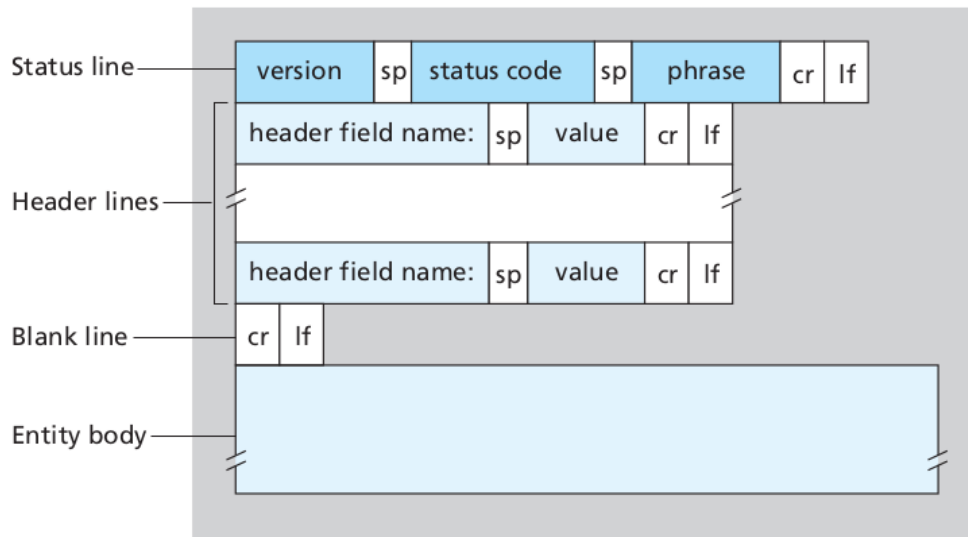 Status line
version sp status code sp phrase cr lf
header field name: sp value cr lf
Header lines
header field name: sp value cr lf
Blank line
cr lf
Entity body